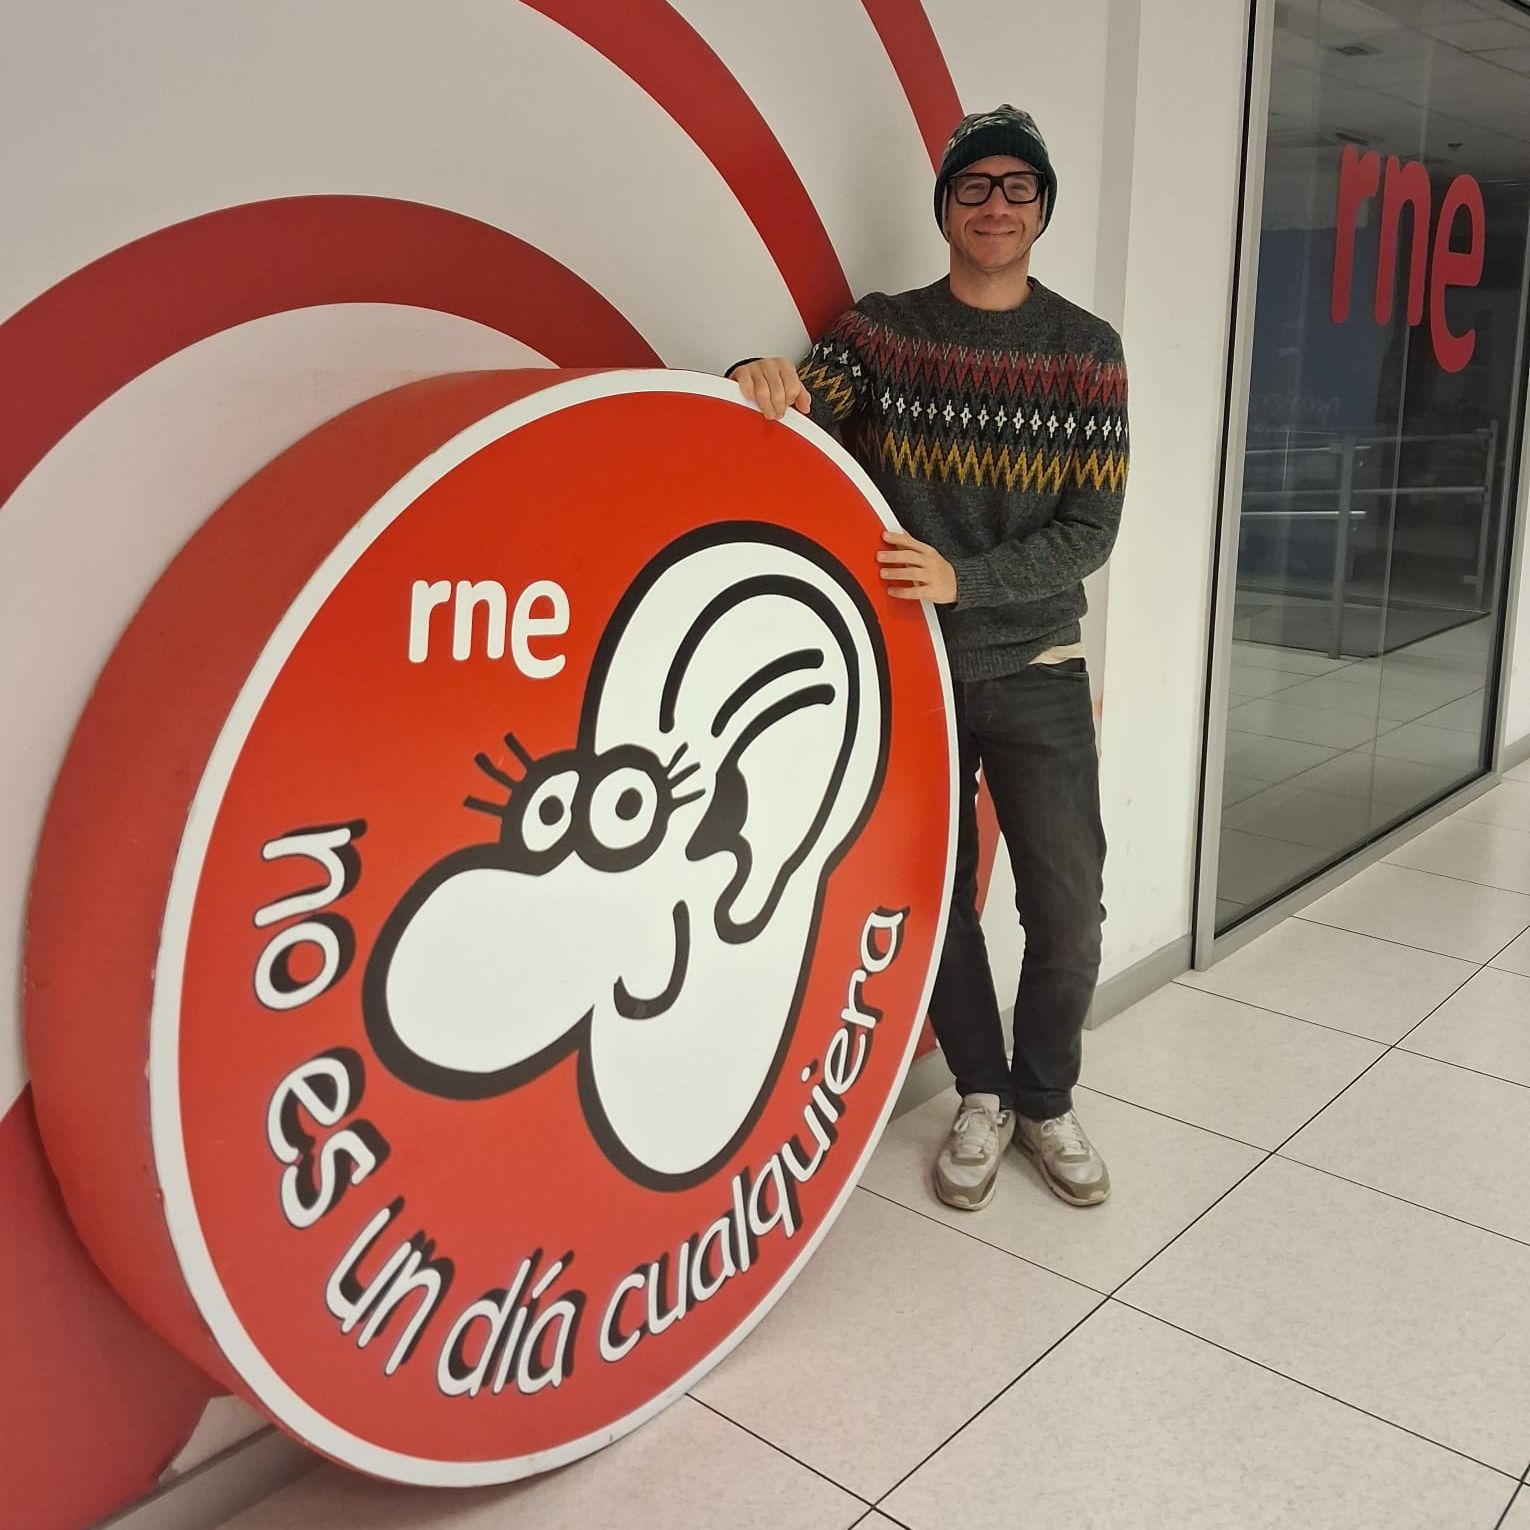 rne
no es un día cualquiera
rne